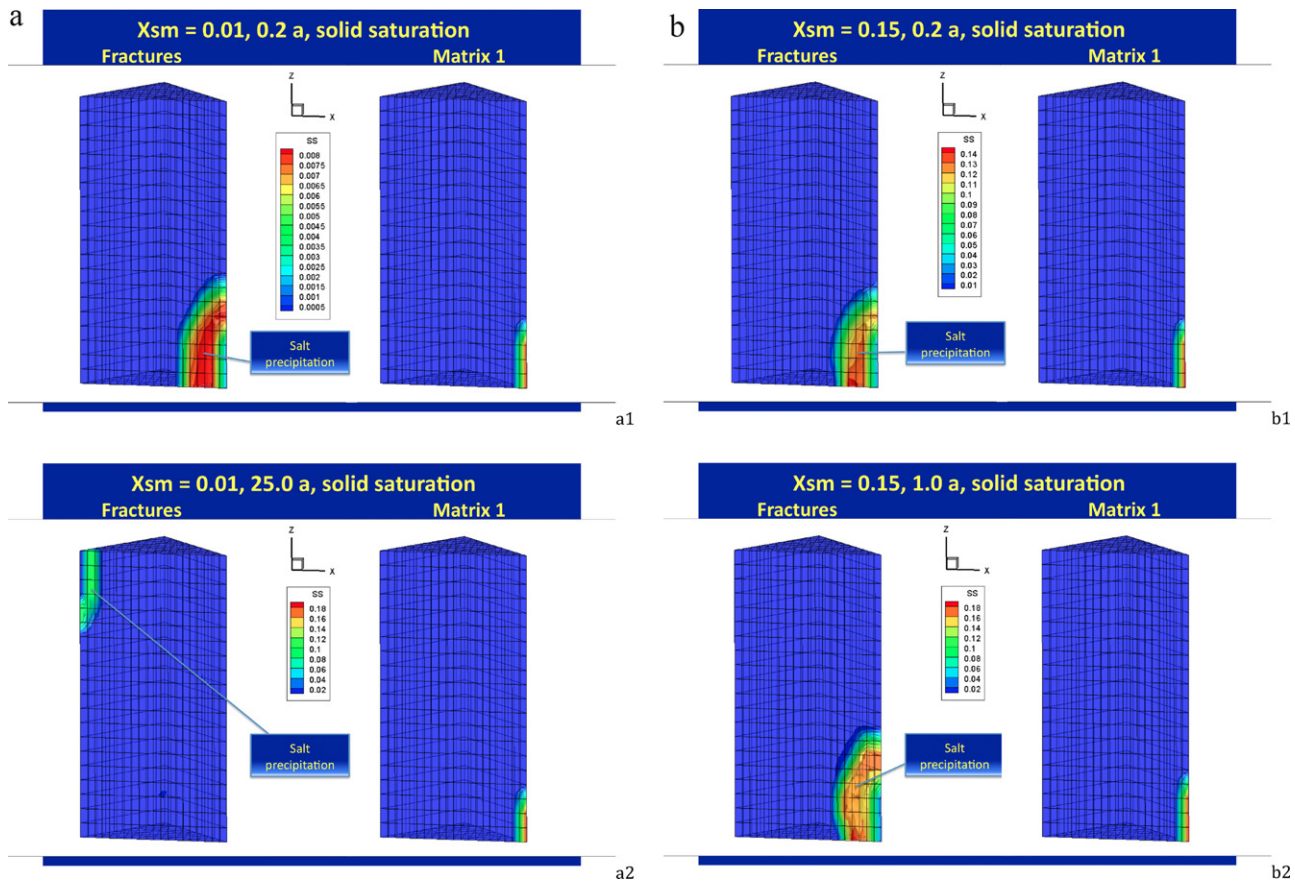 a
Xsm = 0.01, 0.2 a, solid saturation
Fractures
Matrix 1
Z
X
SS
0.008
0.0075
0.007
0.0065
0.006
0.0055
0.005
0.0045
0.004
0.0035
0.003
0.0025
0.002
0.0015
0.001
0.0005
Salt
precipitation
a1
b
Xsm = 0.15, 0.2 a, solid saturation
Fractures
Matrix 1
Z
X
SS
0.14
0.13
0.12
0.11
0.1
0.09
0.08
0.07
0.06
0.05
0.04
0.03
0.02
0.01
Salt
precipitation
b1
Xsm = 0.01, 25.0 a, solid saturation
Fractures
Matrix 1
Z
X
SS
0.18
0.16
0.14
0.12
0.1
0.08
0.06
0.04
0.02
Salt
precipitation
a2
Xsm = 0.15, 1.0 a, solid saturation
Fractures
Matrix 1
Z
X
SS
0.18
0.16
0.14
0.12
0.1
0.08
0.06
0.04
0.02
Salt
precipitation
b2